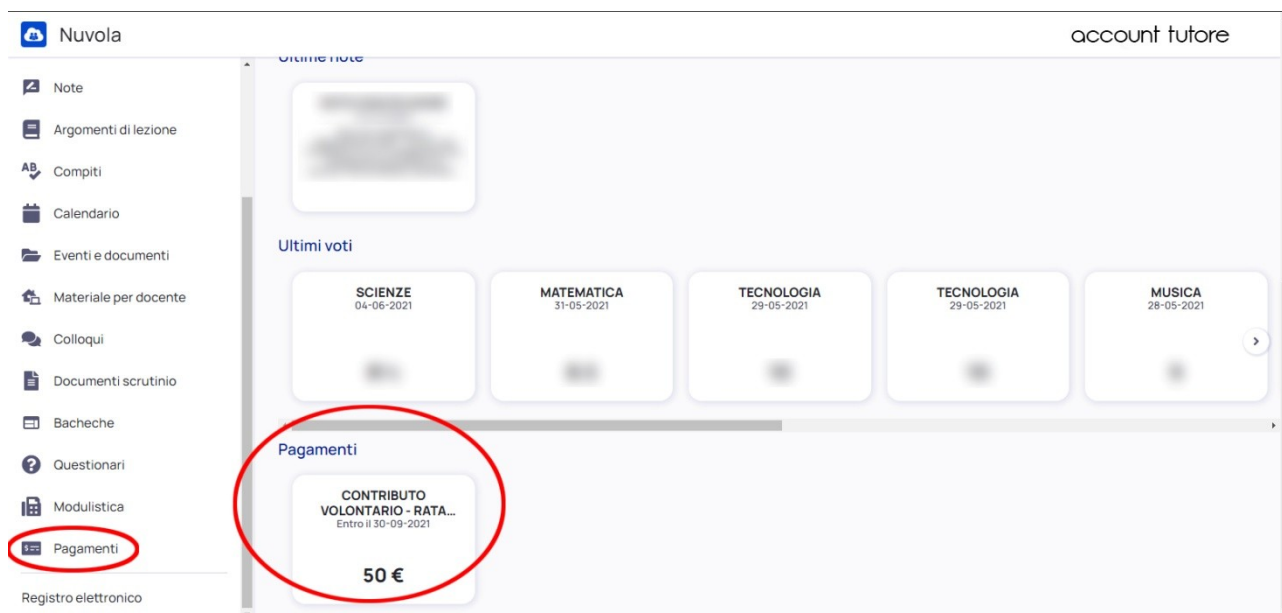 Nuvola
account tutore
Note
Argomenti di lezione
Compiti
Calendario
Eventi e documenti
Materiale per docente
Colloqui
Documenti scrutinio
Bacheche
Questionari
Modulistica
Pagamenti
Registro elettronico
Ultime note
Ultimi voti
SCIENZE
04-06-2021
MATEMATICA
31-05-2021
TECNOLOGIA
29-05-2021
TECNOLOGIA
29-05-2021
MUSICA
28-05-2021
Pagamenti
CONTRIBUTO
VOLONTARIO - RATA...
Entro il 30-09-2021
50 €